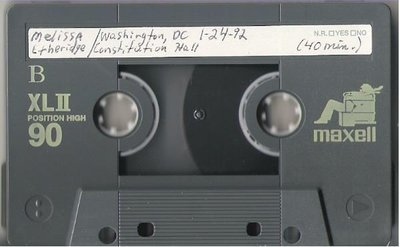 Melissa / Washington, DC 1-24-92 N.R. □YES □NO
Etheridge / Constitution Hall (40 min.)
B
XLII
POSITION HIGH
90
maxell